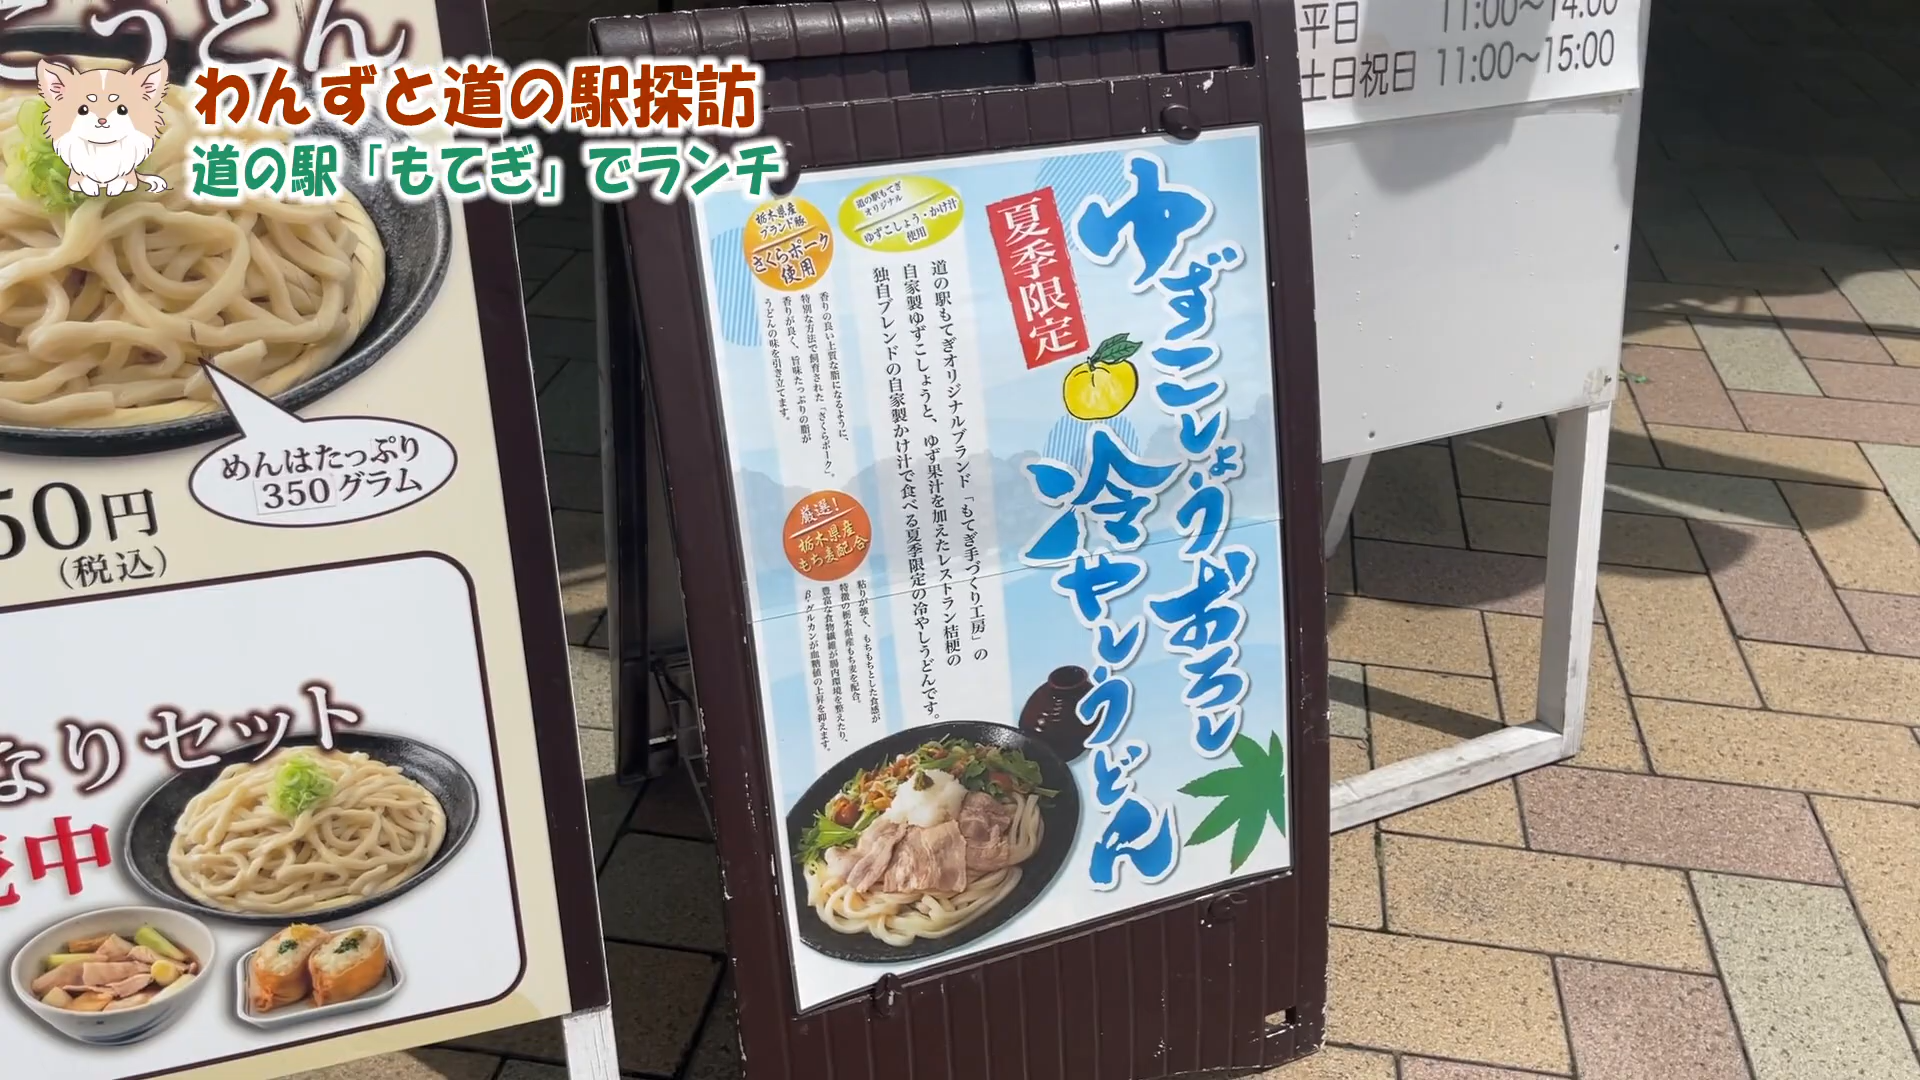 わんずと道の駅探訪
道の駅「もてぎ」でランチ
うどん
めんはたっぷり
350グラム
50円
(税込)
なりセット
売中
平日 11:00〜14:00
土日祝日 11:00〜15:00
ゆずこしょうおろし
冷やしうどん
夏季限定
道の駅もてぎ
オリジナル
ゆずこしょう・かけ汁
使用
道の駅もてぎオリジナルブランド「もてぎ手づくり工房」の
自家製ゆずこしょうと、ゆず果汁を加えたレストラン桔梗の
独自ブレンドの自家製かけ汁で食べる夏季限定の冷やしうどんです。
栃木県産
ブランド豚
さくらポーク
使用
香りの良い上質な脂になるように、
特別な方法で飼育された「さくらポーク」。
香りが良く、旨味たっぷりの脂が
うどんの味を引き立てます。
厳選!
栃木県産
もち麦配合
粘りが強く、もちもちとした食感が
特徴の栃木県産もち麦を配合。
豊富な食物繊維が腸内環境を整えたり、
β-グルカンが血糖値の上昇を抑えます。